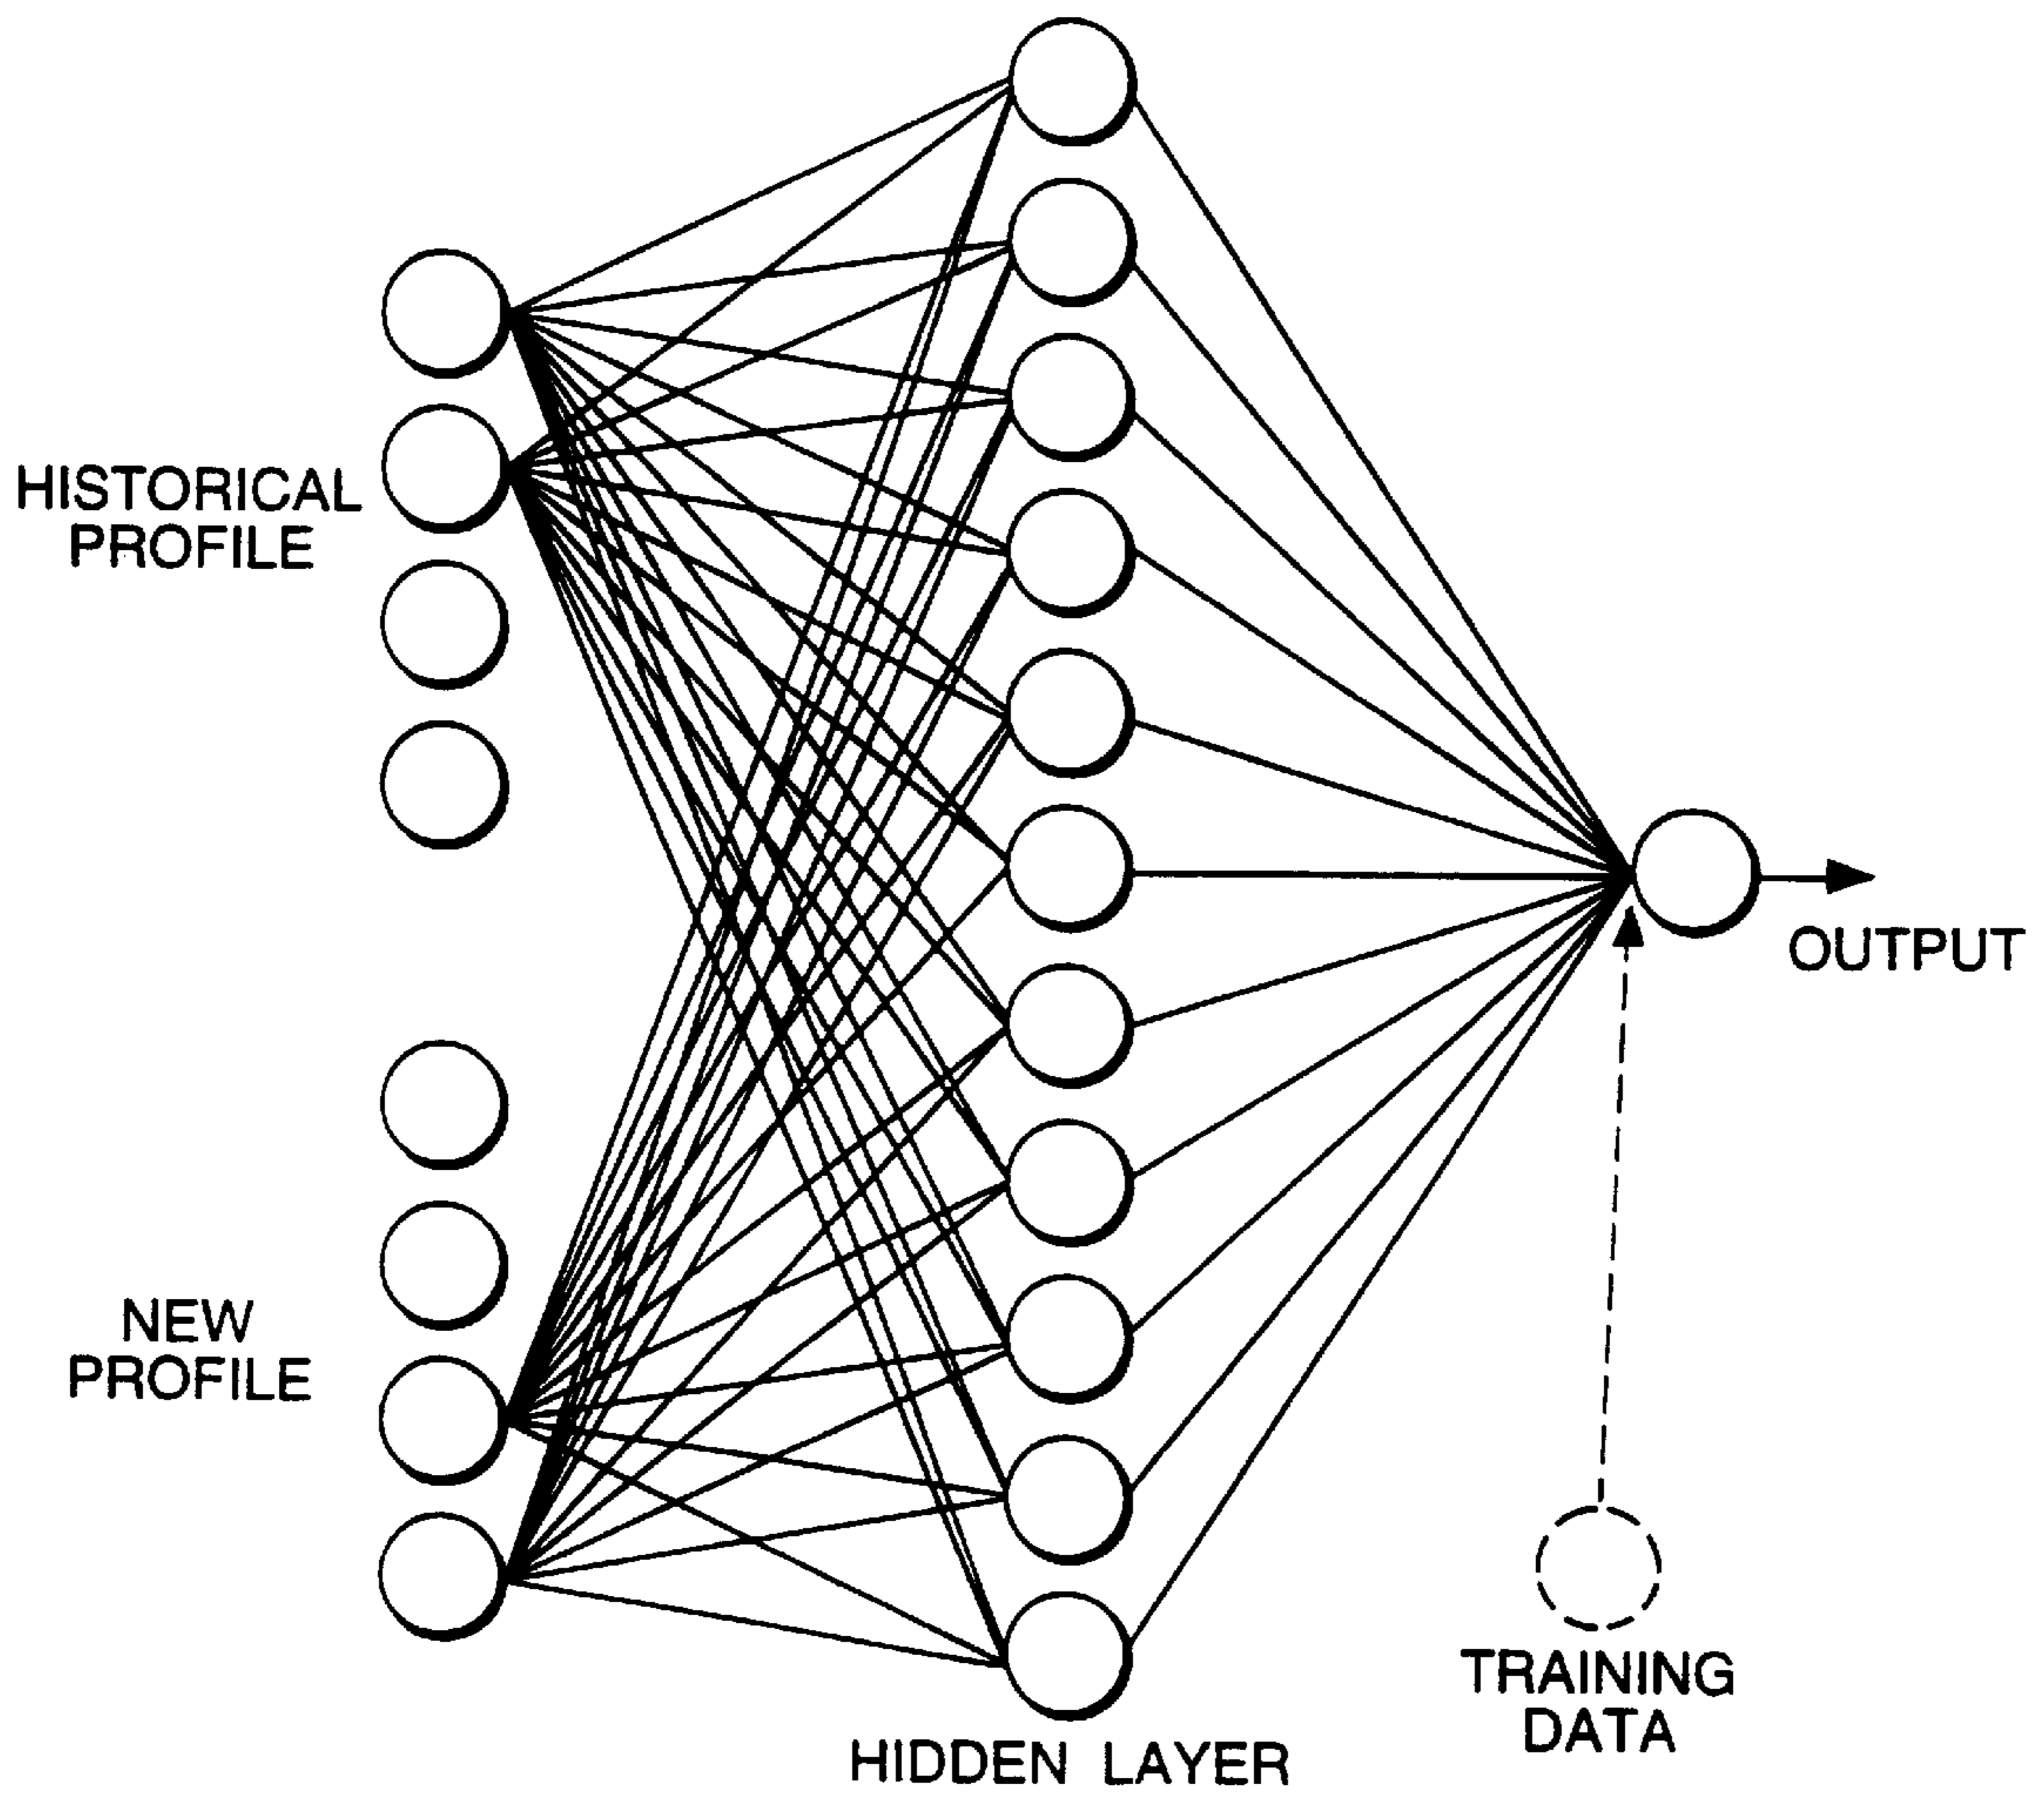 HISTORICAL
PROFILE
OUTPUT
NEW
PROFILE
TRAINING
DATA
HIDDEN LAYER